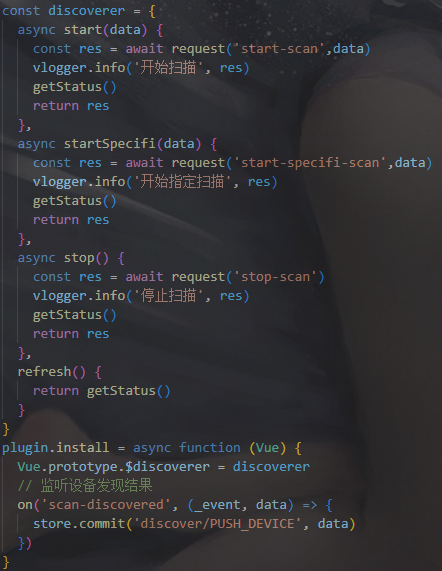 const discoverer = {
async start(data) {
const res = await request('start-scan',data)
vlogger.info('开始扫描', res)
getStatus()
return res
},
async startSpecifi(data) {
const res = await request('start-specifi-scan',data)
vlogger.info('开始指定扫描', res)
getStatus()
return res
},
async stop() {
const res = await request('stop-scan')
vlogger.info('停止扫描', res)
getStatus()
return res
},
refresh() {
return getStatus()
}
}
plugin.install = async function (Vue) {
Vue.prototype.$discoverer = discoverer
// 监听设备发现结果
on('scan-discovered', (_event, data) => {
store.commit('discover/PUSH_DEVICE', data)
})
}